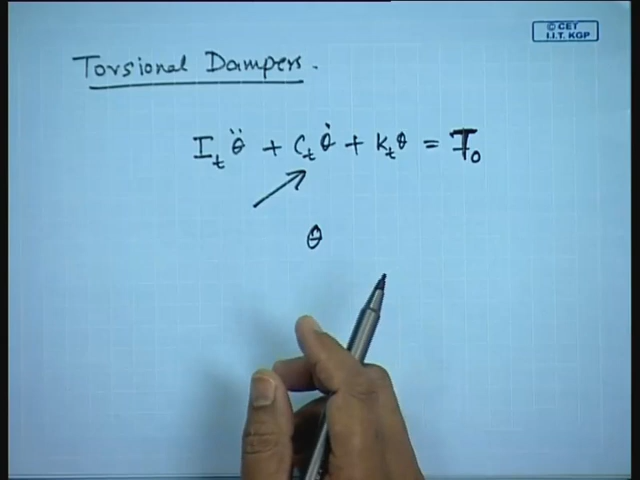 © CET
I.I.T. KGP
Torsional Dampers.
I_t θ̈ + C_t θ̇ + K_t θ = T_0
θ